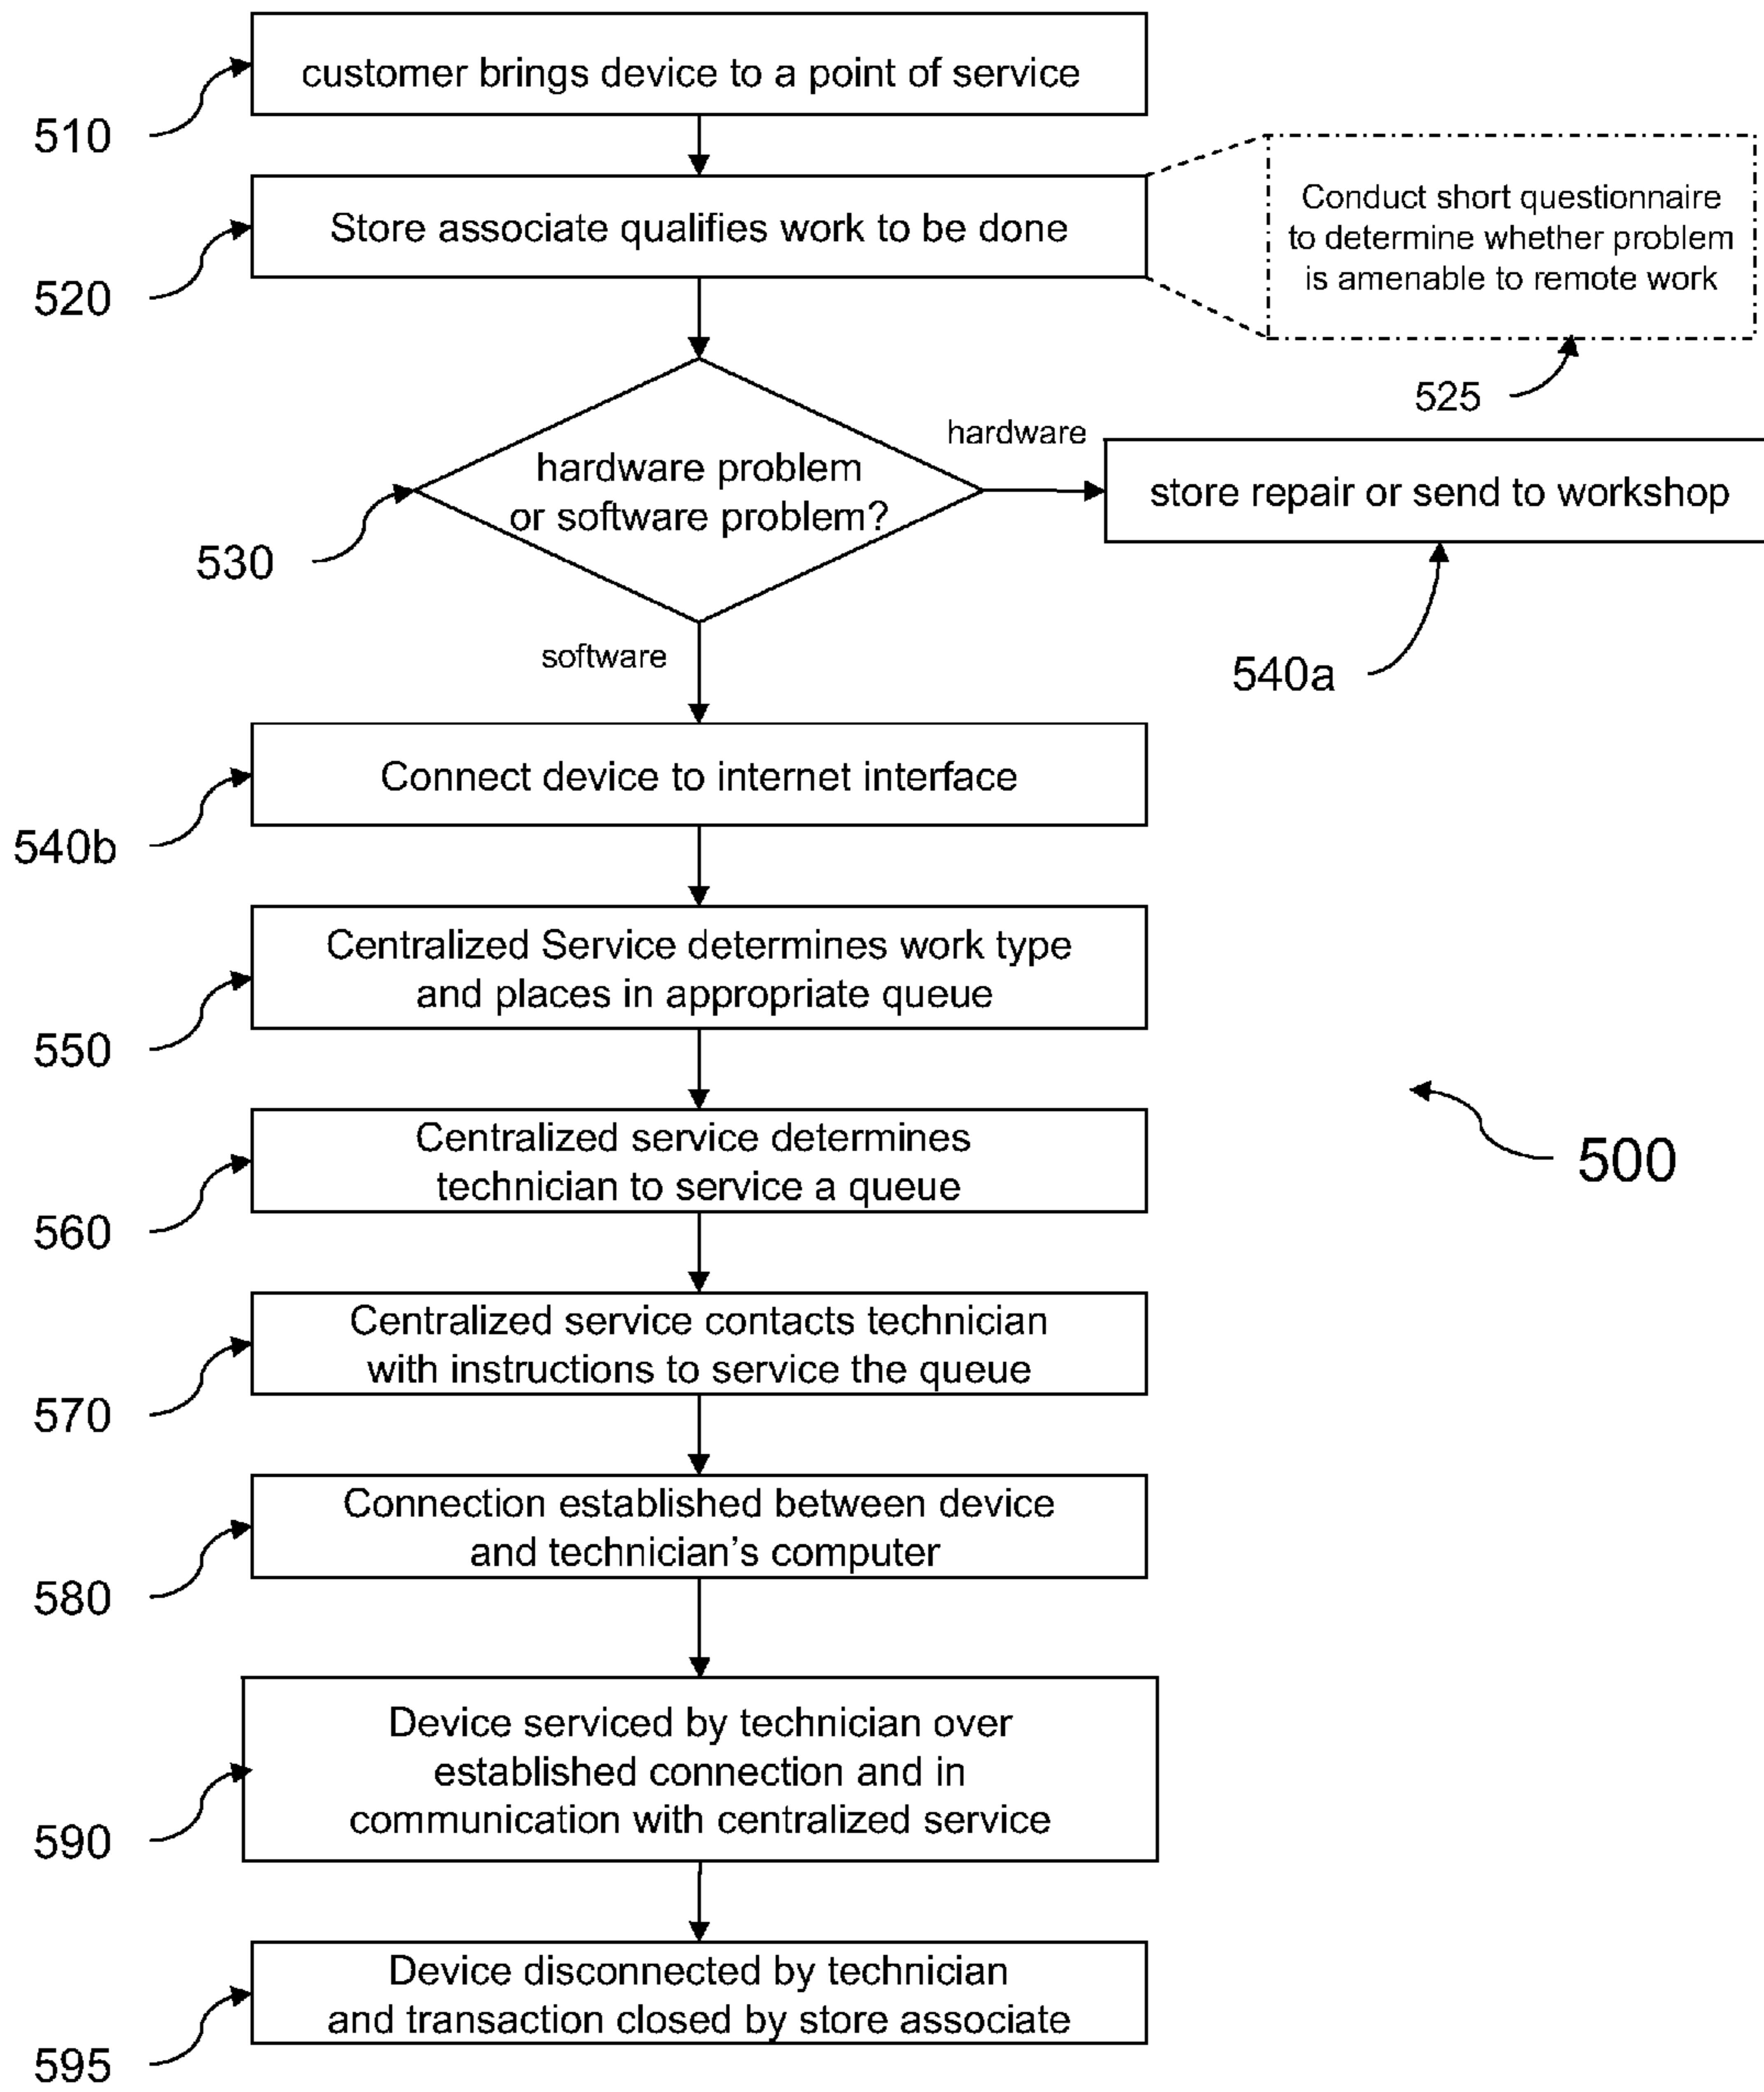 customer brings device to a point of service
510
Store associate qualifies work to be done
520
Conduct short questionnaire
to determine whether problem
is amenable to remote work
525
hardware problem
or software problem?
530
hardware
store repair or send to workshop
540a
software
Connect device to internet interface
540b
Centralized Service determines work type
and places in appropriate queue
550
Centralized service determines
technician to service a queue
560
500
Centralized service contacts technician
with instructions to service the queue
570
Connection established between device
and technician’s computer
580
Device serviced by technician over
established connection and in
communication with centralized service
590
Device disconnected by technician
and transaction closed by store associate
595